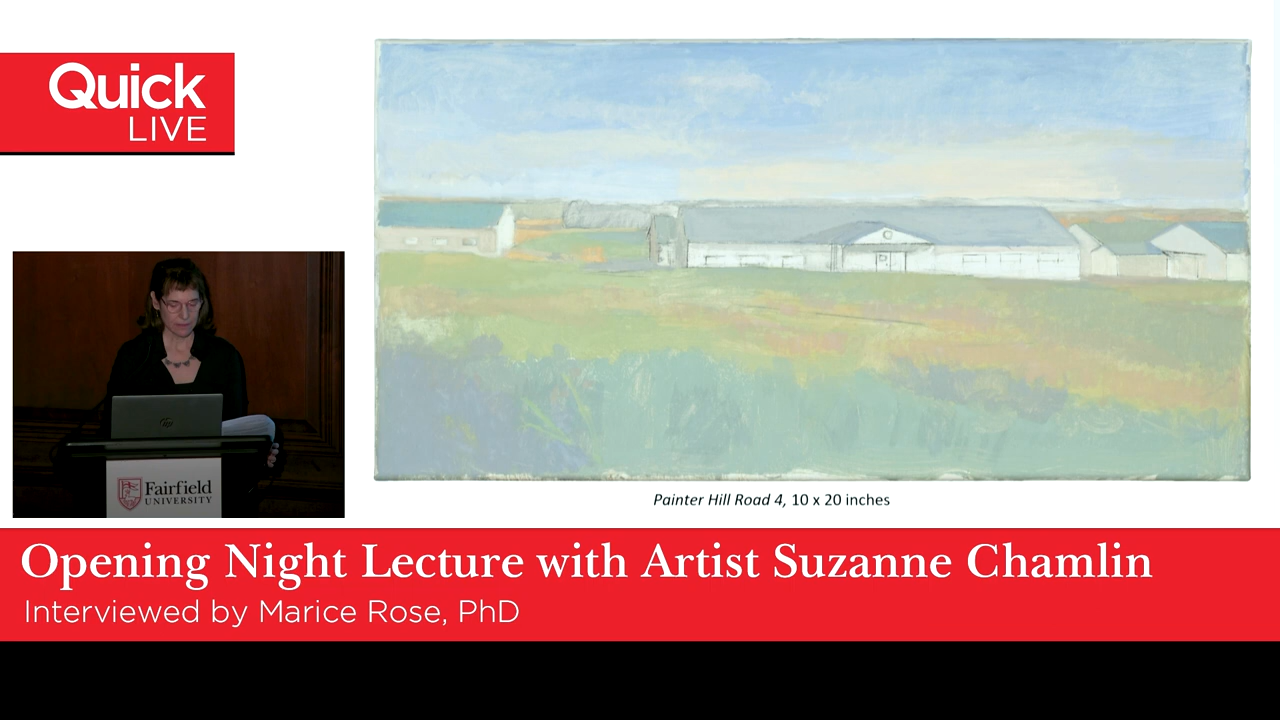 Quick
LIVE
Fairfield
UNIVERSITY
Painter Hill Road 4, 10 x 20 inches
Opening Night Lecture with Artist Suzanne Chamlin
Interviewed by Marice Rose, PhD